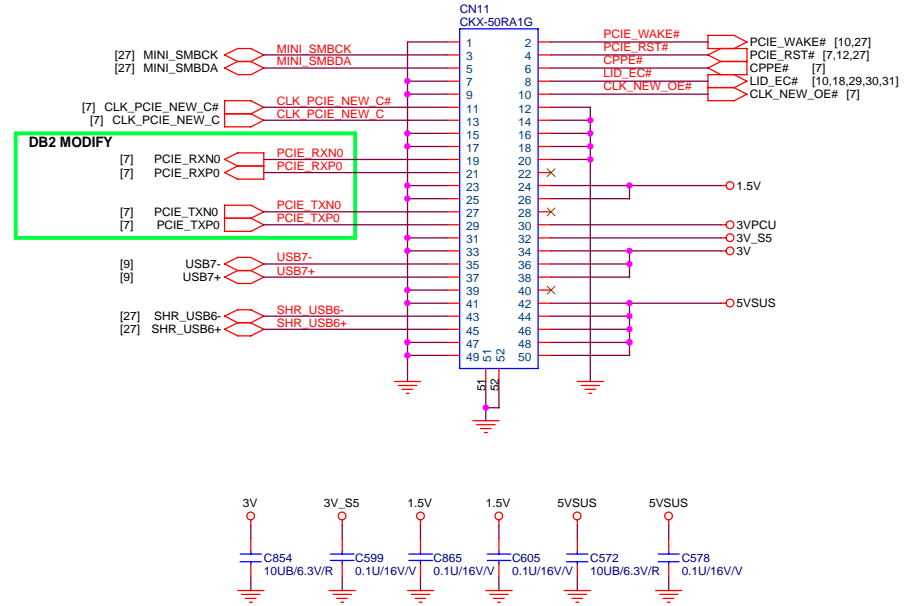 CN11
CKX-50RA1G
PCIE_WAKE#
1 2 PCIE_WAKE# [10,27]
[27] MINI_SMBCK MINI_SMBCK 3 4 PCIE_RST# PCIE_RST# [7,12,27]
[27] MINI_SMBDA MINI_SMBDA 5 6 CPPE# CPPE# [7]
7 8 LID_EC# LID_EC# [10,18,29,30,31]
9 10 CLK_NEW_OE# CLK_NEW_OE# [7]
[7] CLK_PCIE_NEW_C# CLK_PCIE_NEW_C# 11 12
[7] CLK_PCIE_NEW_C CLK_PCIE_NEW_C 13 14
15 16
DB2 MODIFY 17 18
[7] PCIE_RXN0 PCIE_RXN0 19 20
[7] PCIE_RXP0 PCIE_RXP0 21 22
23 24 1.5V
25 26
[7] PCIE_TXN0 PCIE_TXN0 27 28
[7] PCIE_TXP0 PCIE_TXP0 29 30 3VPCU
31 32 3V_S5
33 34 3V
[9] USB7- USB7- 35 36
[9] USB7+ USB7+ 37 38
39 40
41 42 5VSUS
[27] SHR_USB6- SHR_USB6- 43 44
[27] SHR_USB6+ SHR_USB6+ 45 46
47 48
49 51 52 50
51 52
3V 3V_S5 1.5V 1.5V 5VSUS 5VSUS
C854 C599 C865 C605 C572 C578
10UB/6.3V/R 0.1U/16V/V 0.1U/16V/V 0.1U/16V/V 10UB/6.3V/R 0.1U/16V/V